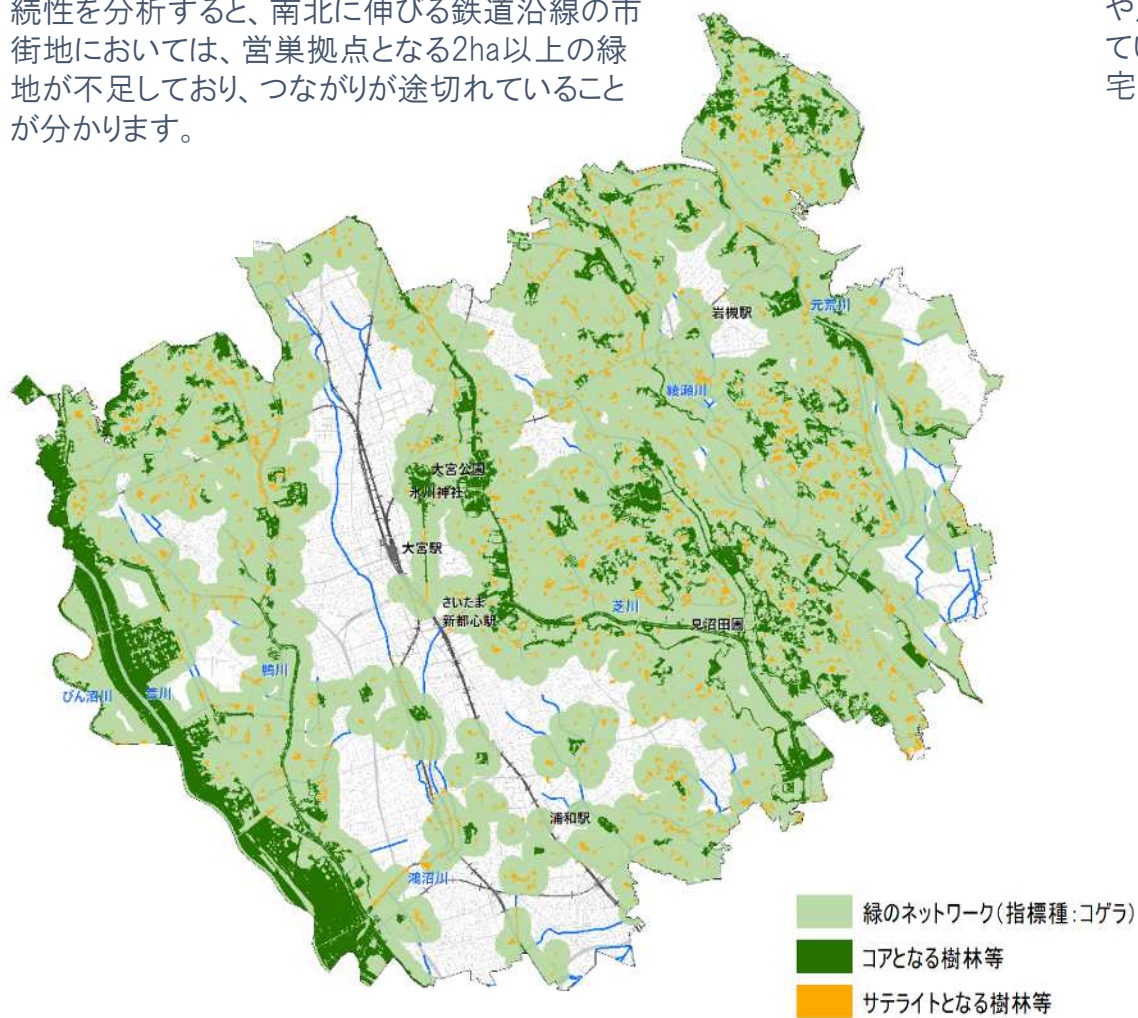 続性を分析すると、南北に伸びる鉄道沿線の市
街地においては、営巣拠点となる2ha以上の緑
地が不足しており、つながりが途切れていること
が分かります。
てい
宅
岩槻駅
元荒川
綾瀬川
大宮公園
氷川神社
大宮駅
さいたま
新都心駅
芝川
見沼田圃
鴨川
びん沼川
荒川
浦和駅
鴻沼川
緑のネットワーク(指標種:コゲラ)
コアとなる樹林等
サテライトとなる樹林等